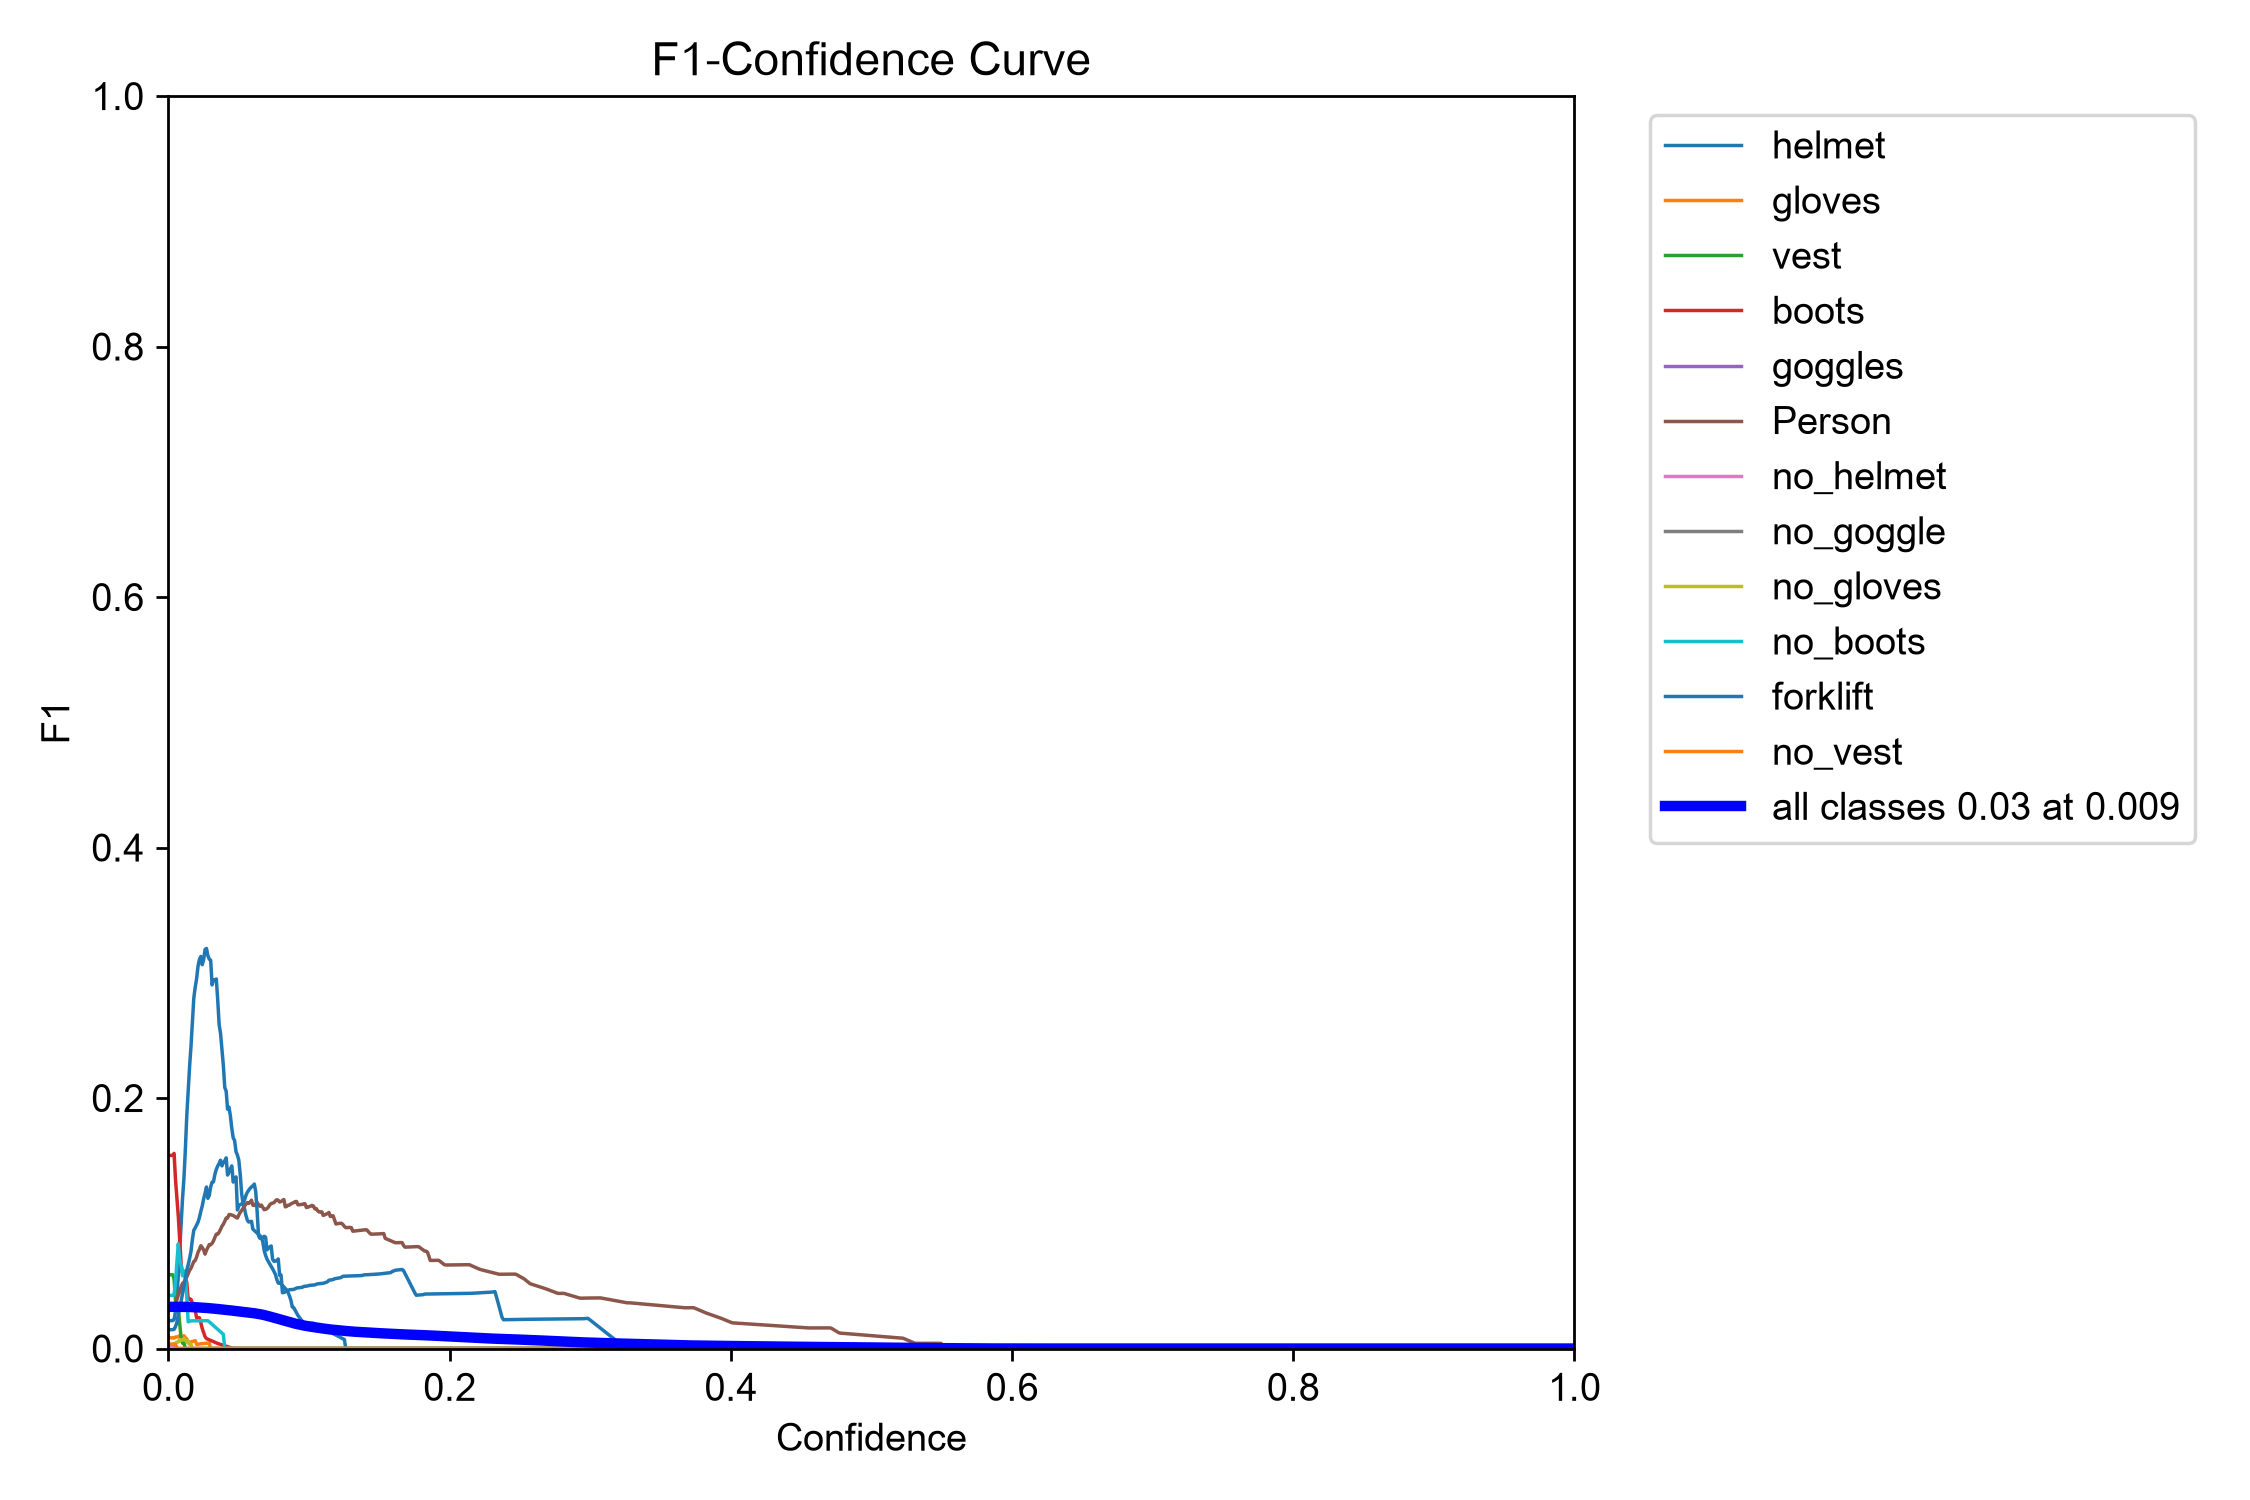 F1-Confidence Curve
1.0
0.8
0.6
0.4
0.2
0.0
F1
0.0 0.2 0.4 0.6 0.8 1.0
Confidence
helmet
gloves
vest
boots
goggles
Person
no_helmet
no_goggle
no_gloves
no_boots
forklift
no_vest
all classes 0.03 at 0.009